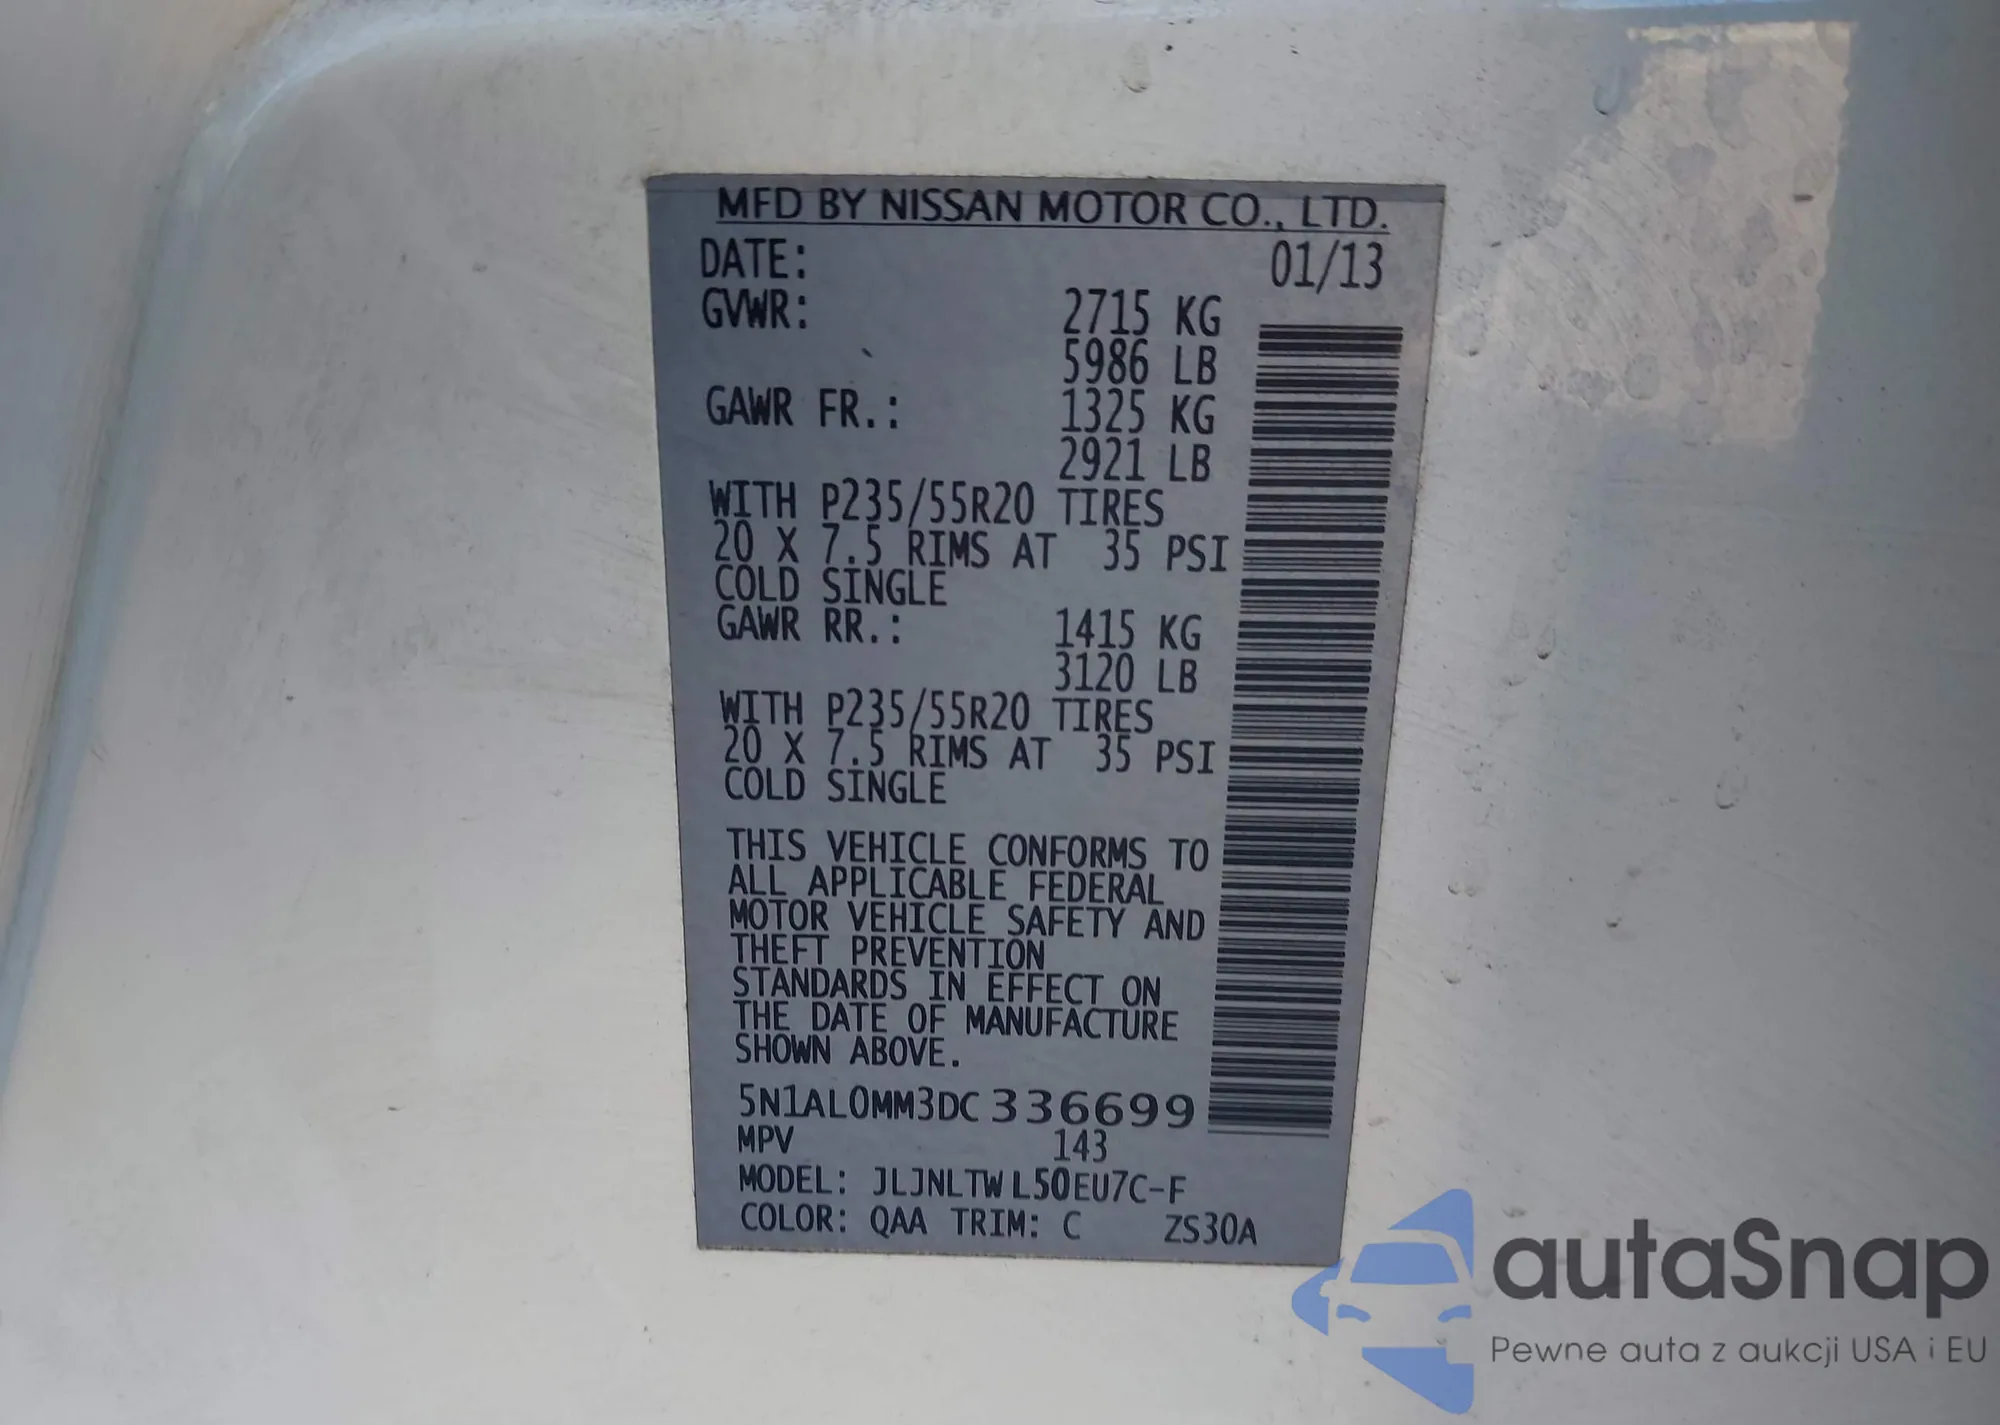 MFD BY NISSAN MOTOR CO., LTD.
DATE: 01/13
GVWR: 2715 KG
5986 LB
GAWR FR.: 1325 KG
2921 LB
WITH P235/55R20 TIRES
20 X 7.5 RIMS AT 35 PSI
COLD SINGLE
GAWR RR.: 1415 KG
3120 LB
WITH P235/55R20 TIRES
20 X 7.5 RIMS AT 35 PSI
COLD SINGLE
THIS VEHICLE CONFORMS TO
ALL APPLICABLE FEDERAL
MOTOR VEHICLE SAFETY AND
THEFT PREVENTION
STANDARDS IN EFFECT ON
THE DATE OF MANUFACTURE
SHOWN ABOVE.
5N1AL0MM3DC336699
MPV 143
MODEL: JLJNLTWL50EU7C-F
COLOR: QAA TRIM: C ZS30A
autaSnap
Pewne auta z aukcji USA i EU